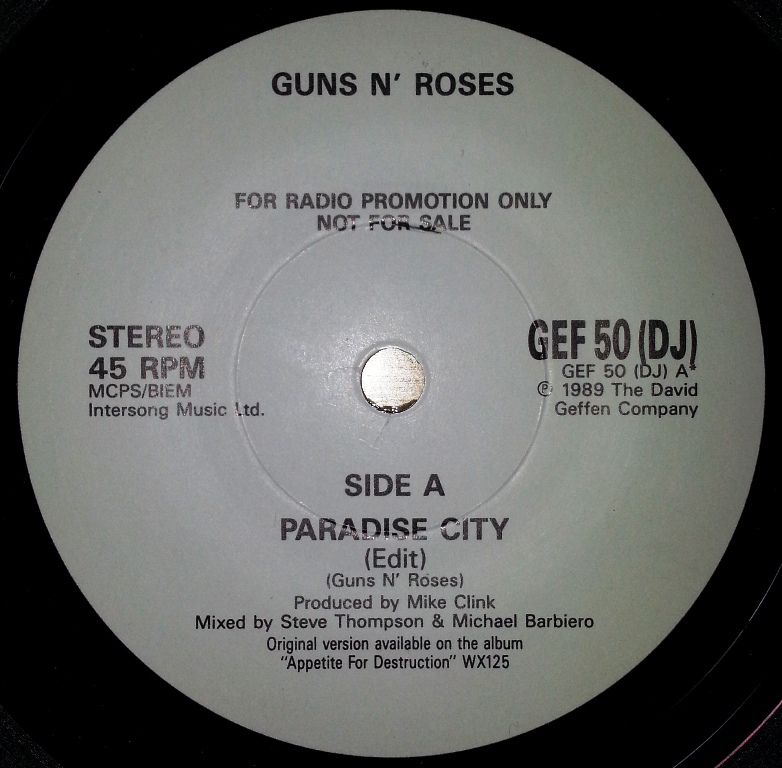 GUNS N' ROSES
FOR RADIO PROMOTION ONLY
NOT FOR SALE
STEREO
45 RPM
MCPS/BIEM
Intersong Music Ltd.
GEF 50 (DJ)
GEF 50 (DJ) A*
℗ 1989 The David
Geffen Company
SIDE A
PARADISE CITY
(Edit)
(Guns N' Roses)
Produced by Mike Clink
Mixed by Steve Thompson & Michael Barbiero
Original version available on the album
"Appetite For Destruction" WX125